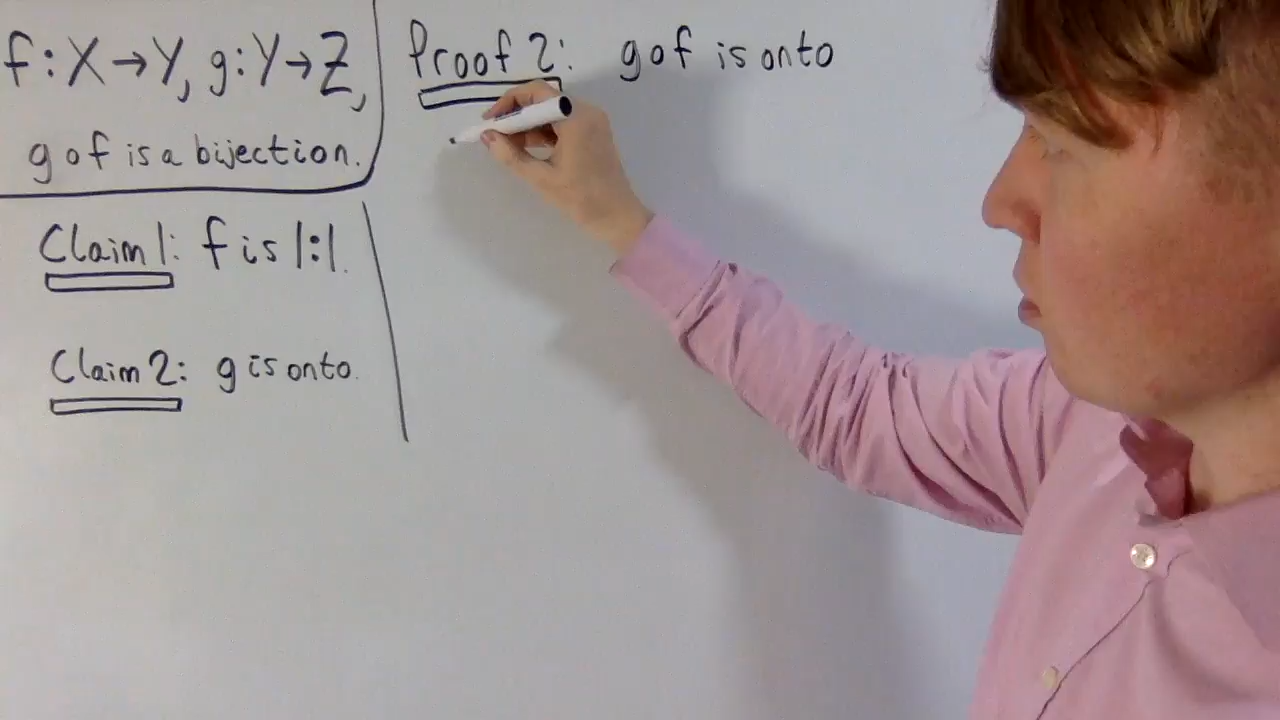 f:X→Y, g:Y→Z,
g o f is a bijection.
Claim 1: f is 1:1.
Claim 2: g is onto.
Proof 2: g o f is onto